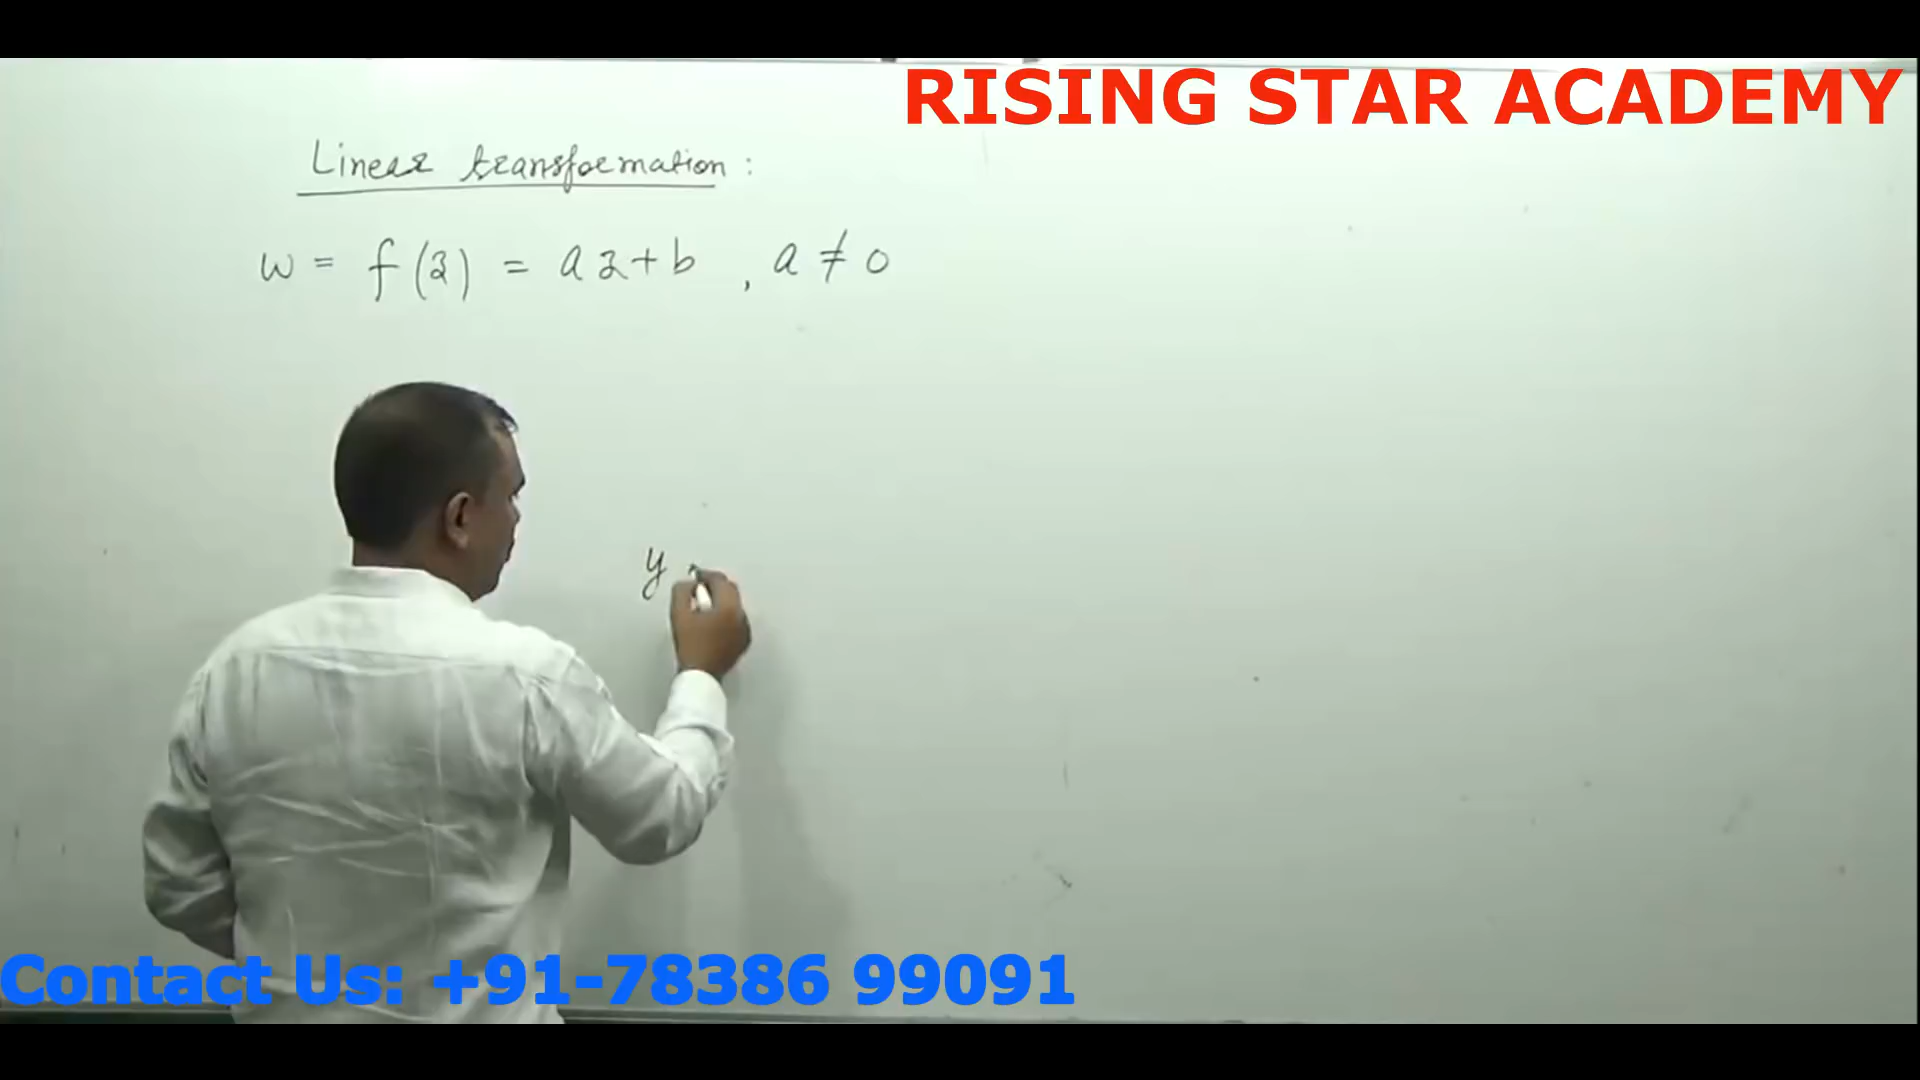 RISING STAR ACADEMY
Linear transformation :
w = f(z) = az+b , a ≠ 0
y
Contact Us: +91-78386 99091